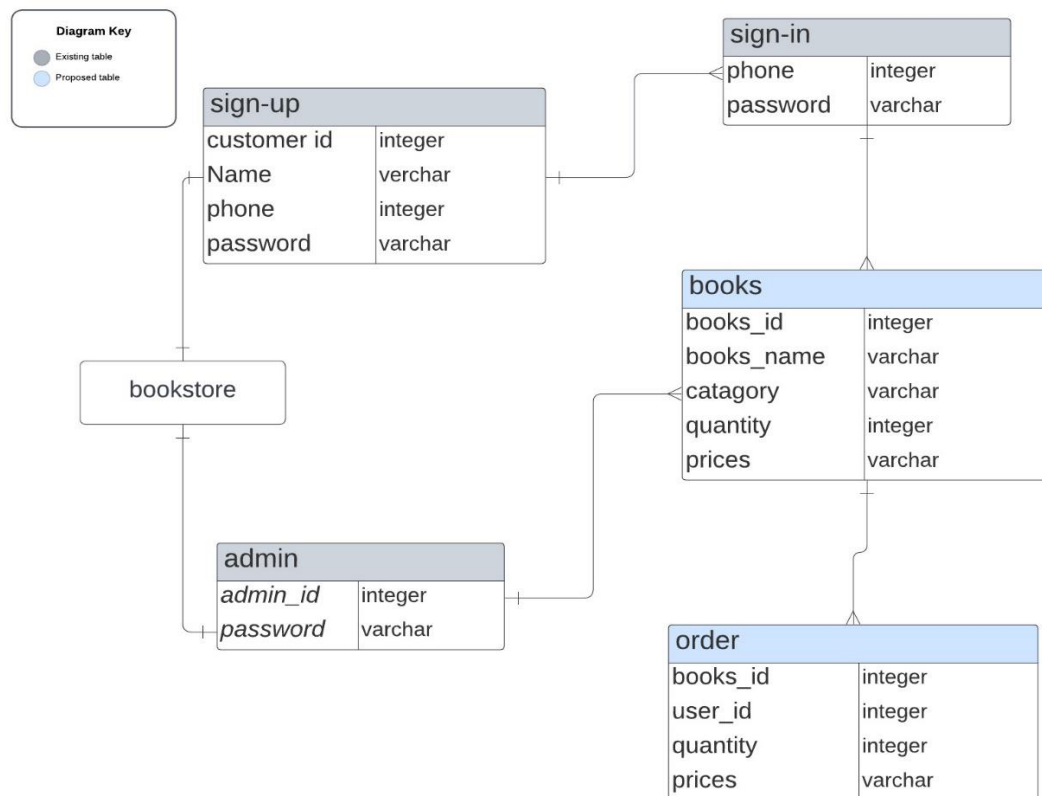 Diagram Key
Existing table
Proposed table
sign-in
phone integer
password varchar
sign-up
customer id integer
Name verchar
phone integer
password varchar
books
books_id integer
books_name varchar
catagory varchar
quantity integer
prices varchar
bookstore
admin
admin_id integer
password varchar
order
books_id integer
user_id integer
quantity integer
prices varchar